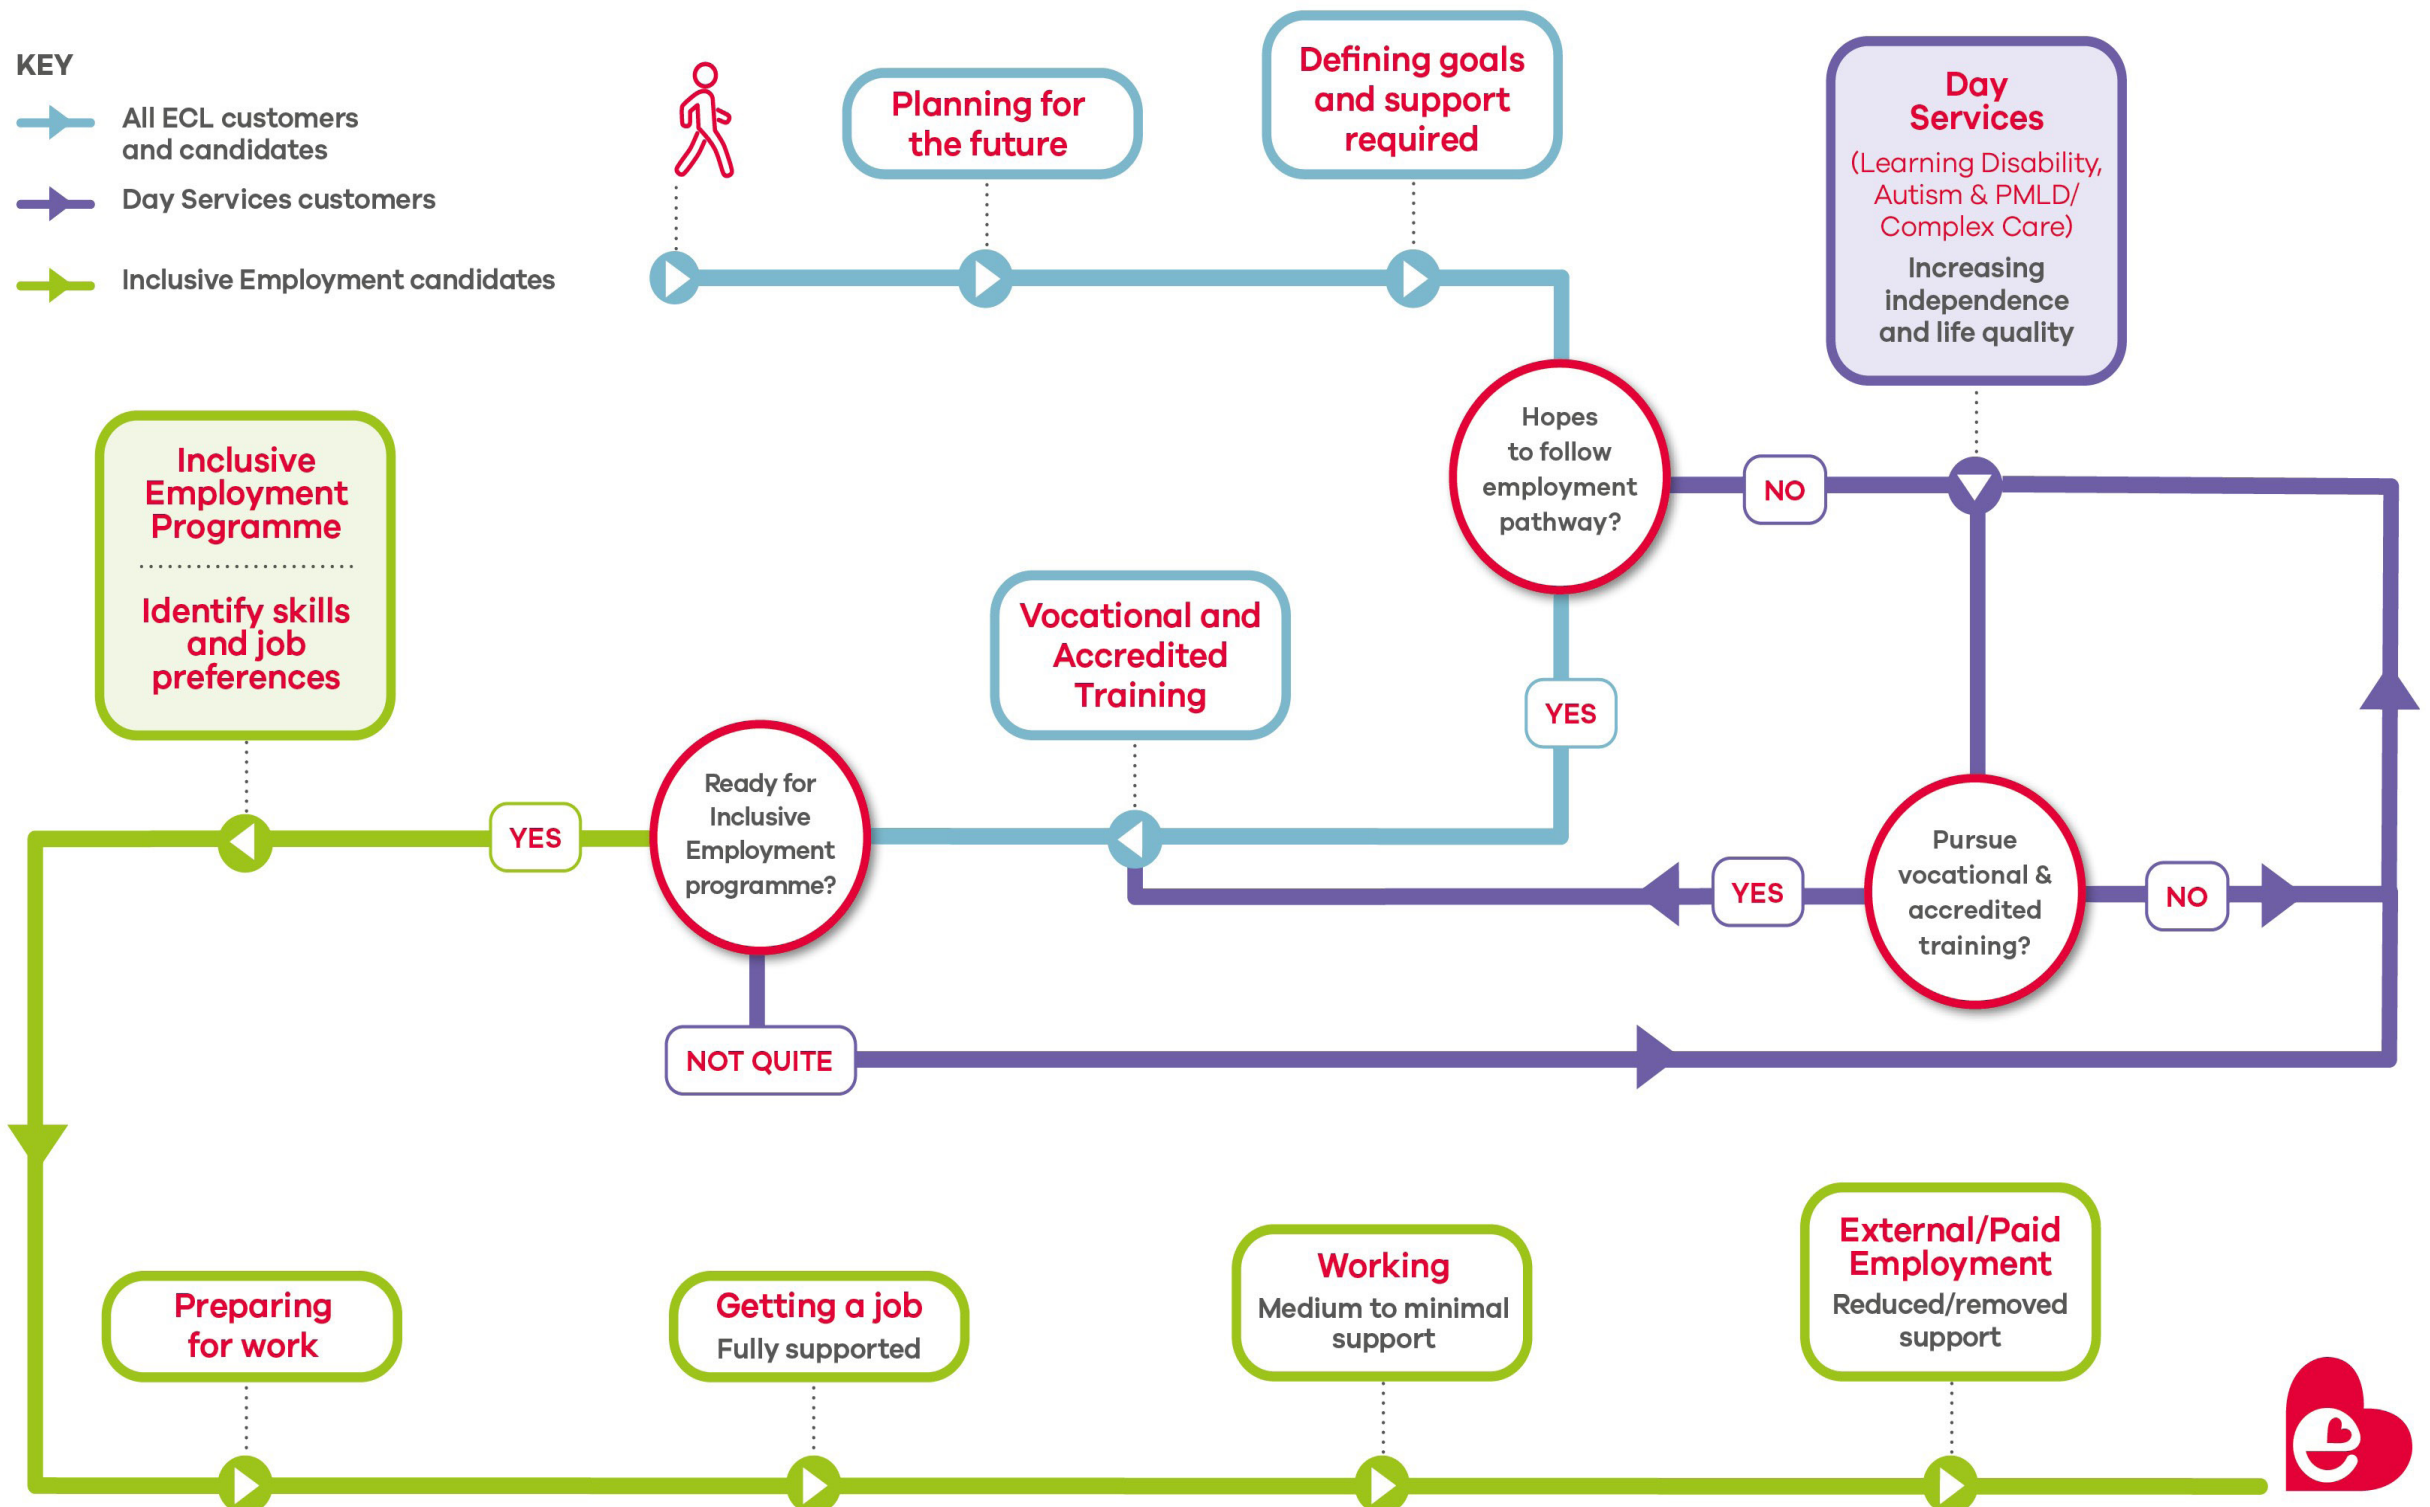 KEY
All ECL customers
and candidates
Day Services customers
Inclusive Employment candidates
Planning for
the future
Defining goals
and support
required
Day
Services
(Learning Disability,
Autism & PMLD/
Complex Care)
Increasing
independence
and life quality
Hopes
to follow
employment
pathway?
NO
YES
Inclusive
Employment
Programme
Identify skills
and job
preferences
Vocational and
Accredited
Training
Ready for
Inclusive
Employment
programme?
YES
NOT QUITE
Pursue
vocational &
accredited
training?
YES
NO
Preparing
for work
Getting a job
Fully supported
Working
Medium to minimal
support
External/Paid
Employment
Reduced/removed
support
e